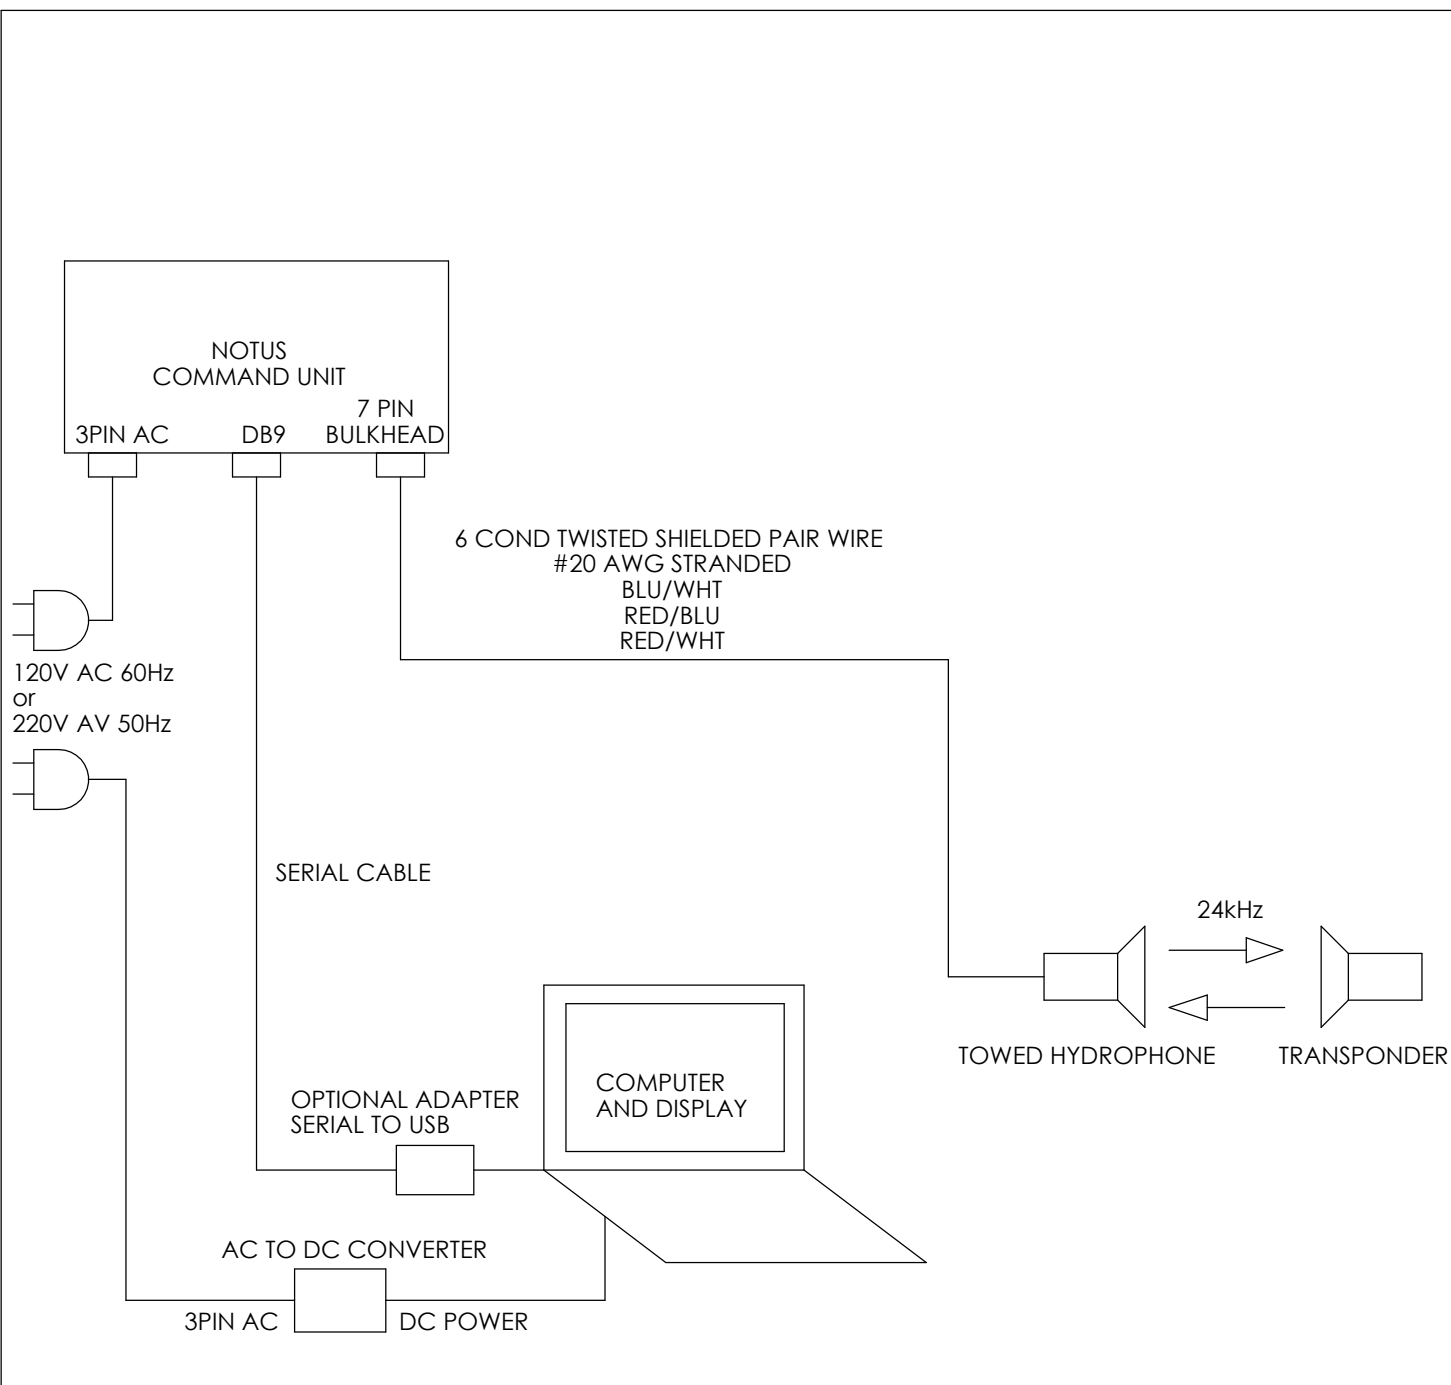 NOTUS
COMMAND UNIT
7 PIN
3PIN AC DB9 BULKHEAD
6 COND TWISTED SHIELDED PAIR WIRE
#20 AWG STRANDED
BLU/WHT
RED/BLU
RED/WHT
120V AC 60Hz
or
220V AV 50Hz
SERIAL CABLE
24kHz
TOWED HYDROPHONE TRANSPONDER
COMPUTER
AND DISPLAY
OPTIONAL ADAPTER
SERIAL TO USB
AC TO DC CONVERTER
3PIN AC DC POWER